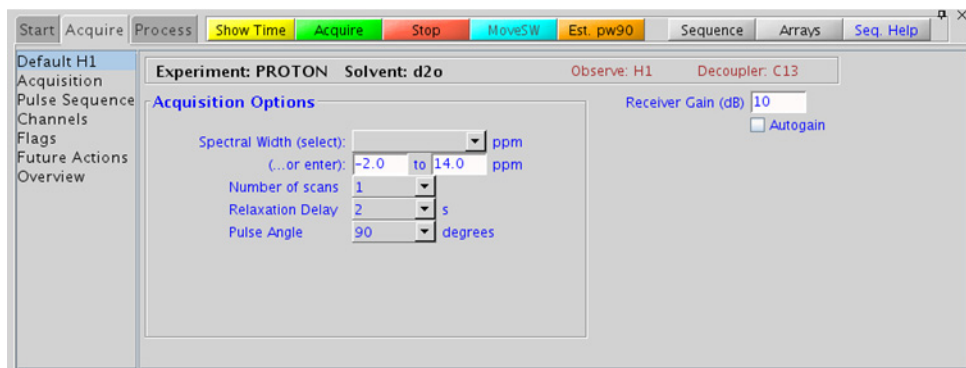 Start Acquire Process Show Time Acquire Stop MoveSW Est. pw90 Sequence Arrays Seq. Help
Default H1
Acquisition
Pulse Sequence
Channels
Flags
Future Actions
Overview
Experiment: PROTON Solvent: d2o Observe: H1 Decoupler: C13
Acquisition Options
Spectral Width (select): ppm
(...or enter): -2.0 to 14.0 ppm
Number of scans 1
Relaxation Delay 2 s
Pulse Angle 90 degrees
Receiver Gain (dB) 10
Autogain